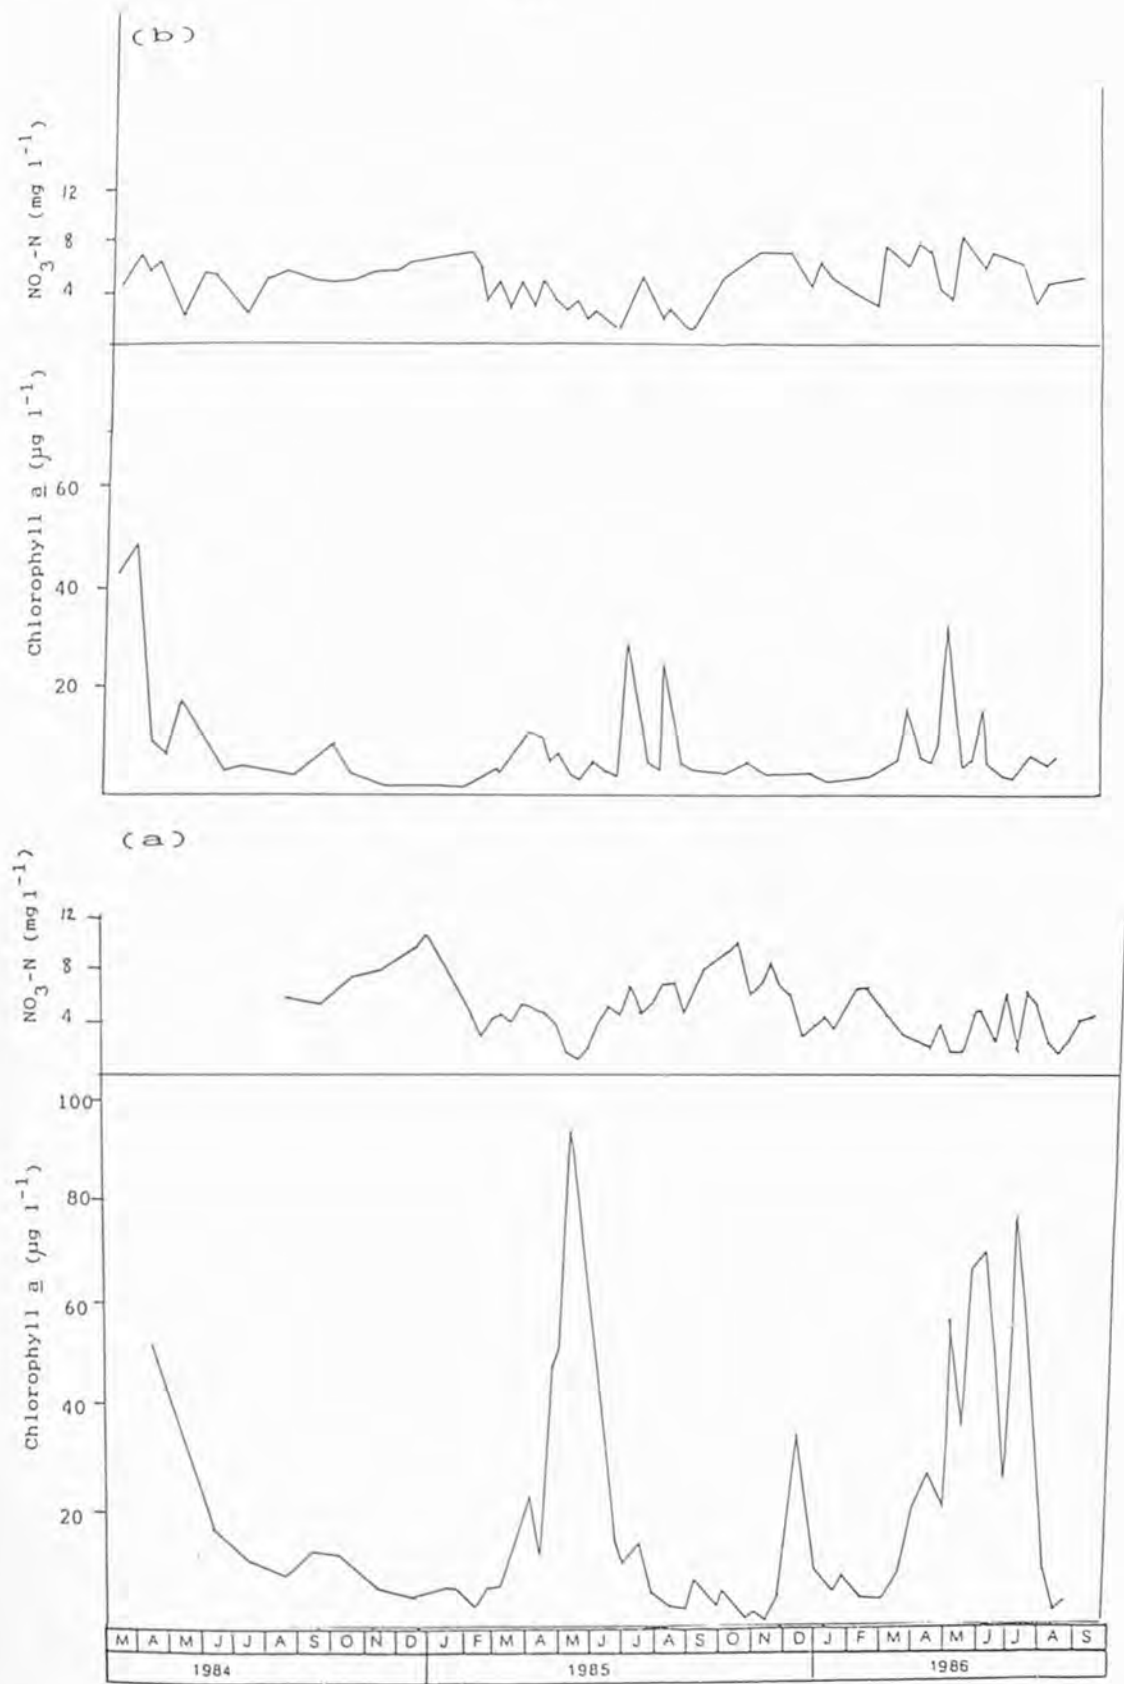 (b)
NO3-N (mg l-1)
12
8
4
Chlorophyll a (µg l-1)
60
40
20
(a)
NO3-N (mg l-1)
12
8
4
Chlorophyll a (µg l-1)
100
80
60
40
20
M A M J J A S O N D J F M A M J J A S O N D J F M A M J J A S
1984 1985 1986